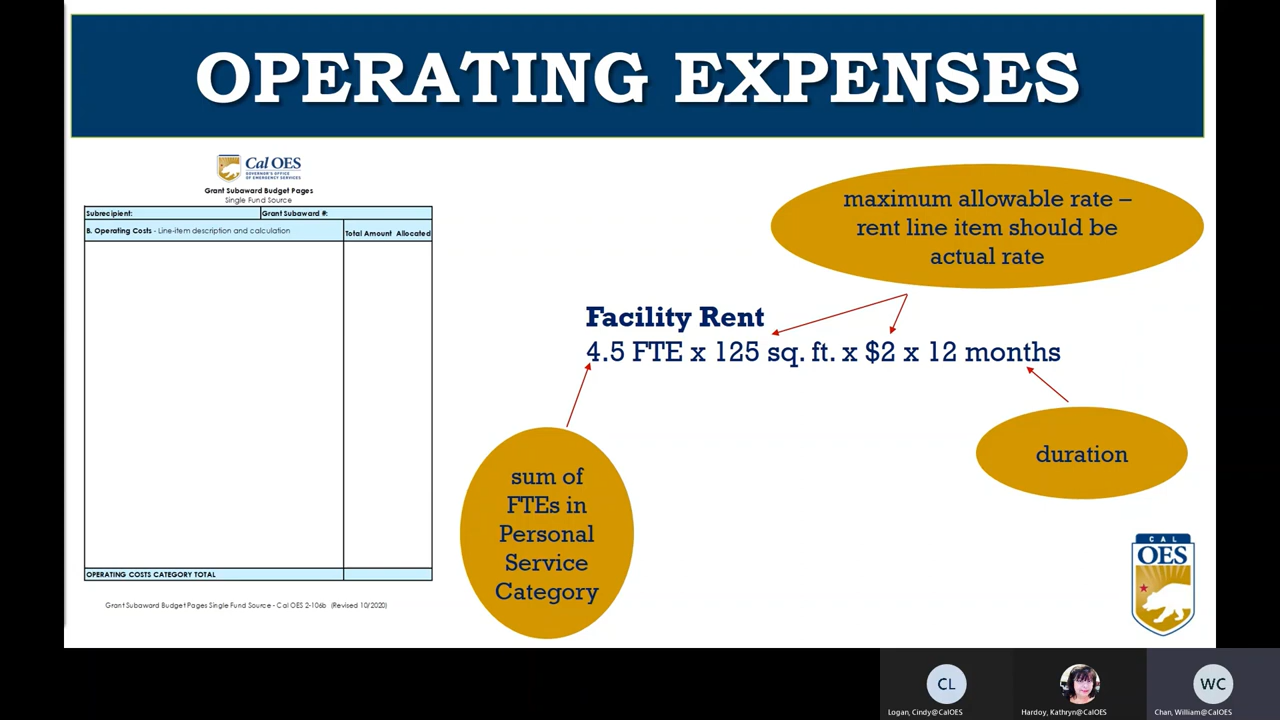 OPERATING EXPENSES
Cal OES
GOVERNOR'S OFFICE
OF EMERGENCY SERVICES
Grant Subaward Budget Pages
Single Fund Source
Subrecipient:
Grant Subaward #:
B. Operating Costs - Line-item description and calculation
Total Amount Allocated
OPERATING COSTS CATEGORY TOTAL
Grant Subaward Budget Pages Single Fund Source - Cal OES 2-106b (Revised 10/2020)
maximum allowable rate –
rent line item should be
actual rate
Facility Rent
4.5 FTE x 125 sq. ft. x $2 x 12 months
sum of
FTEs in
Personal
Service
Category
duration
CAL
OES
CL
Logan, Cindy@CalOES
Hardoy, Kathryn@CalOES
WC
Chan, William@CalOES